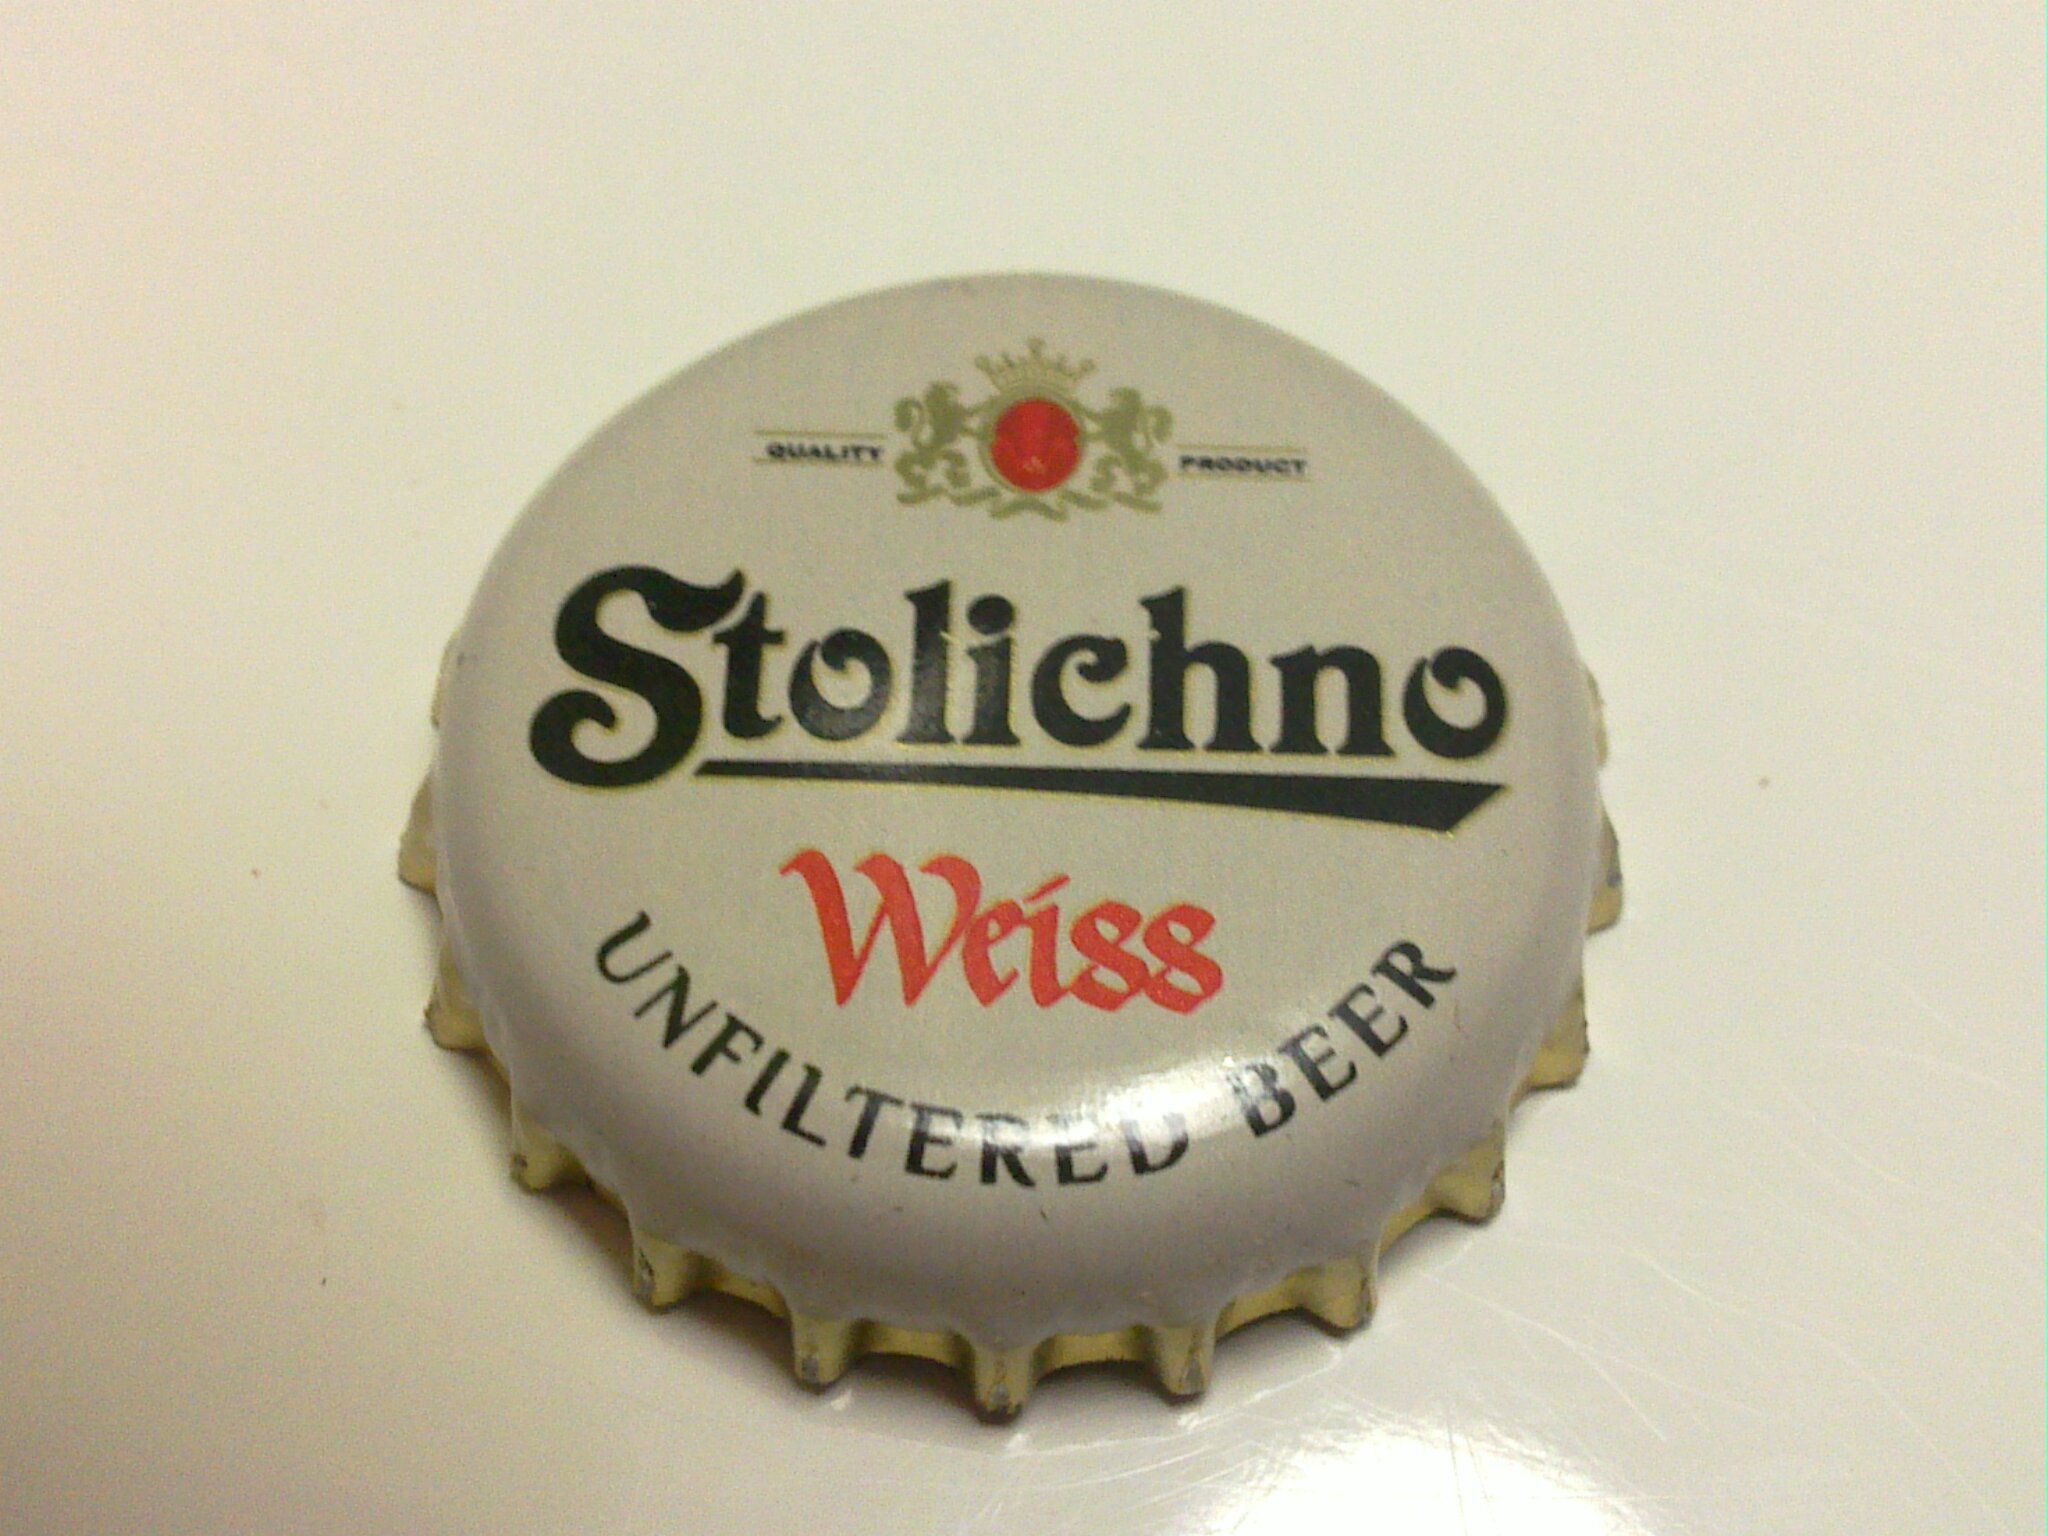 QUALITY PRODUCT
Stolichno
Weiss
UNFILTERED BEER